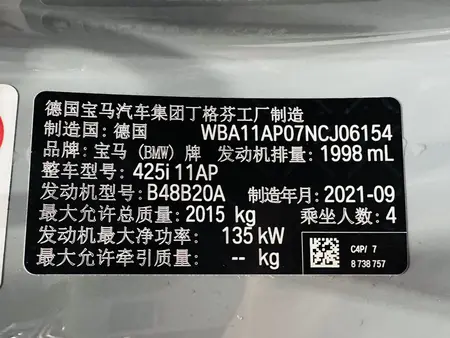 德国宝马汽车集团丁格芬工厂制造
制造国：德国 WBA11AP07NCJ06154
品牌：宝马 (BMW) 牌 发动机排量：1998 mL
整车型号：425i 11AP
发动机型号：B48B20A 制造年月：2021-09
最大允许总质量：2015 kg 乘坐人数：4
发动机最大净功率：135 kW
最大允许牵引质量：-- kg
C4P/ 7
8 738 757